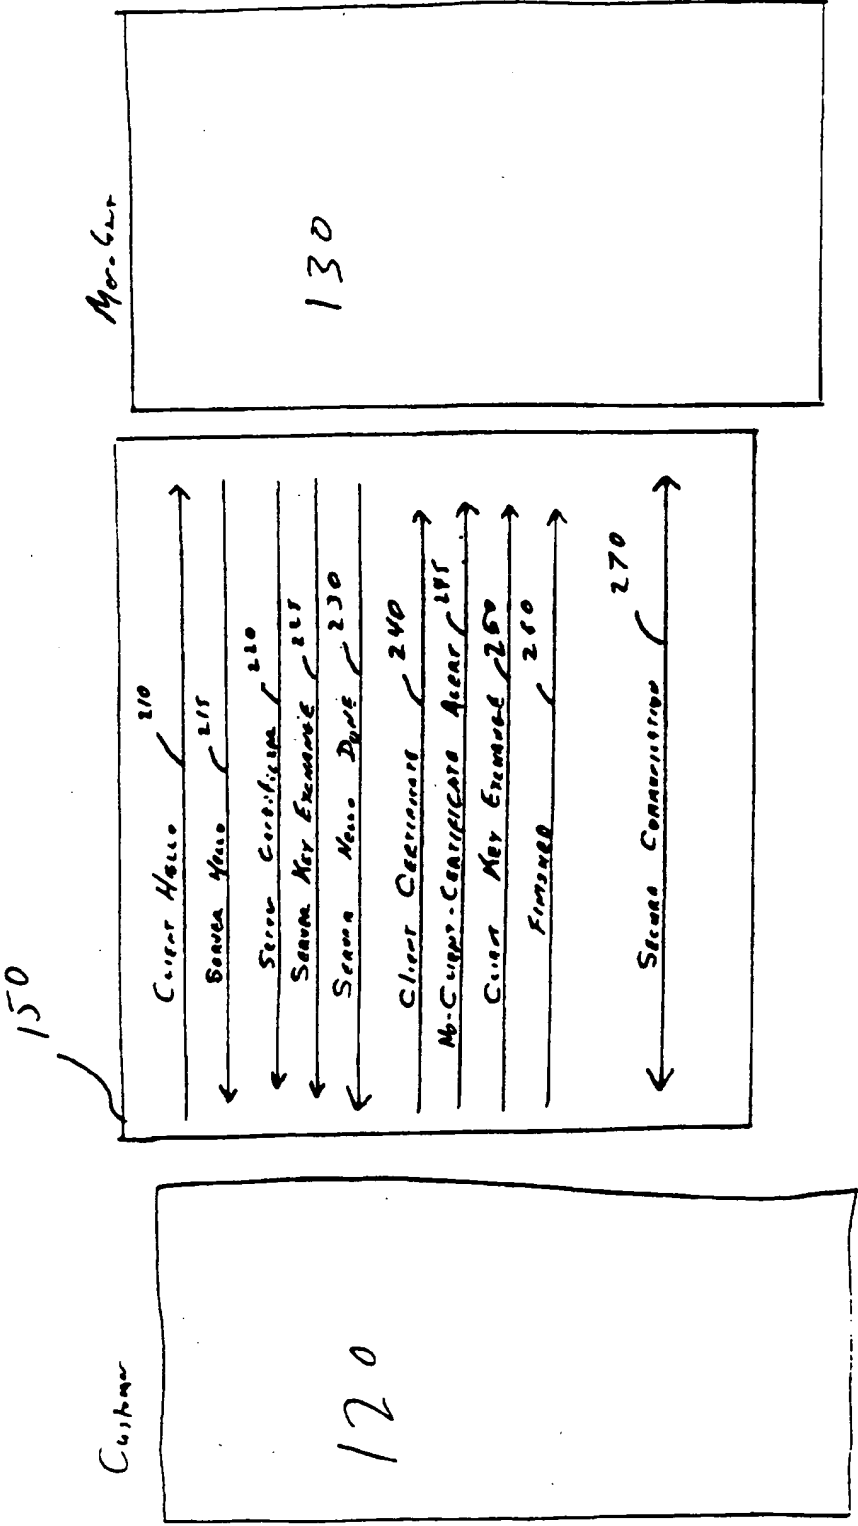 150
Customer
Merchant
120
130
Client Hello 210
Server Hello 215
Server Certificate 220
Server Key Exchange 225
Server Hello Done 230
Client Certificate 240
No-Client-Certificate Alert 245
Client Key Exchange 250
Finished 260
Secure Communication 270